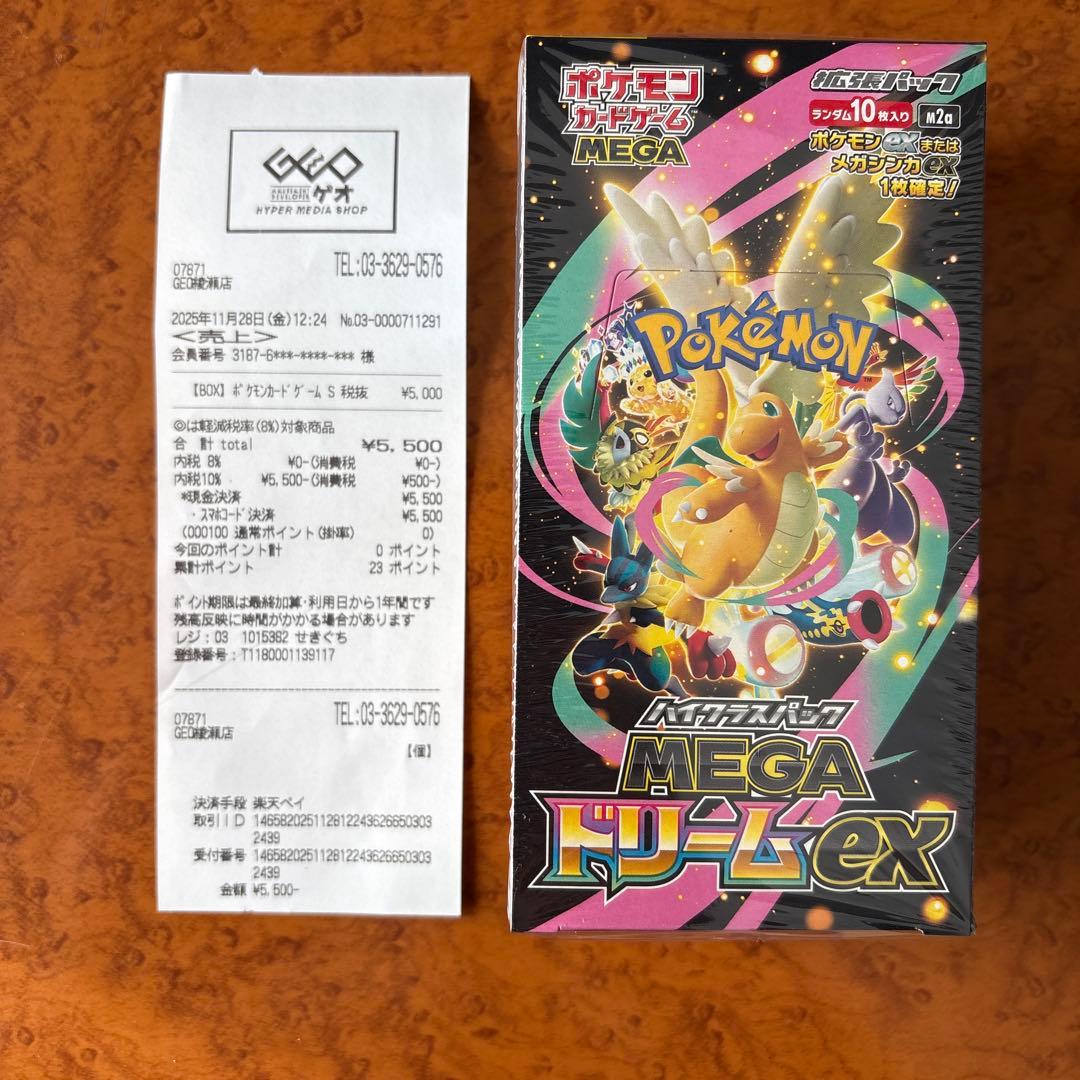 GEO
ゲオ
HYPER MEDIA SHOP
07871
TEL:03-3629-0576
GEO綾瀬店
2025年11月28日(金)12:24 No.03-0000711291
<売上>
会員番号 3187-6***-****-*** 様
【BOX】ポケモンカードゲーム S 税抜 ¥5,000
◎は軽減税率(8%)対象商品
合 計 total ¥5,500
内税 8% ¥0-(消費税 ¥0-)
内税10% ¥5,500-(消費税 ¥500-)
*現金決済 ¥5,500
・スマホコード決済 ¥5,500
(000100 通常ポイント(掛率) 0)
今回のポイント計 0 ポイント
累計ポイント 23 ポイント
ポイント期限は最終加算・利用日から1年間です
残高反映に時間がかかる場合があります
レジ:03 1015362 せきぐち
登録番号:T1180001139117
07871
TEL:03-3629-0576
GEO綾瀬店
【個】
決済手段 楽天ペイ
取引ID 14658202511281224362665030​3
2439
受付番号 146582025112812243626650303
2439
金額 ¥5,500-
ポケモン
カードゲーム
MEGA
拡張パック
ランダム10枚入り M2a
ポケモンexまたは
メガシンカex
1枚確定!
POKéMON
TM
ハイクラスパック
MEGA
ドリームex